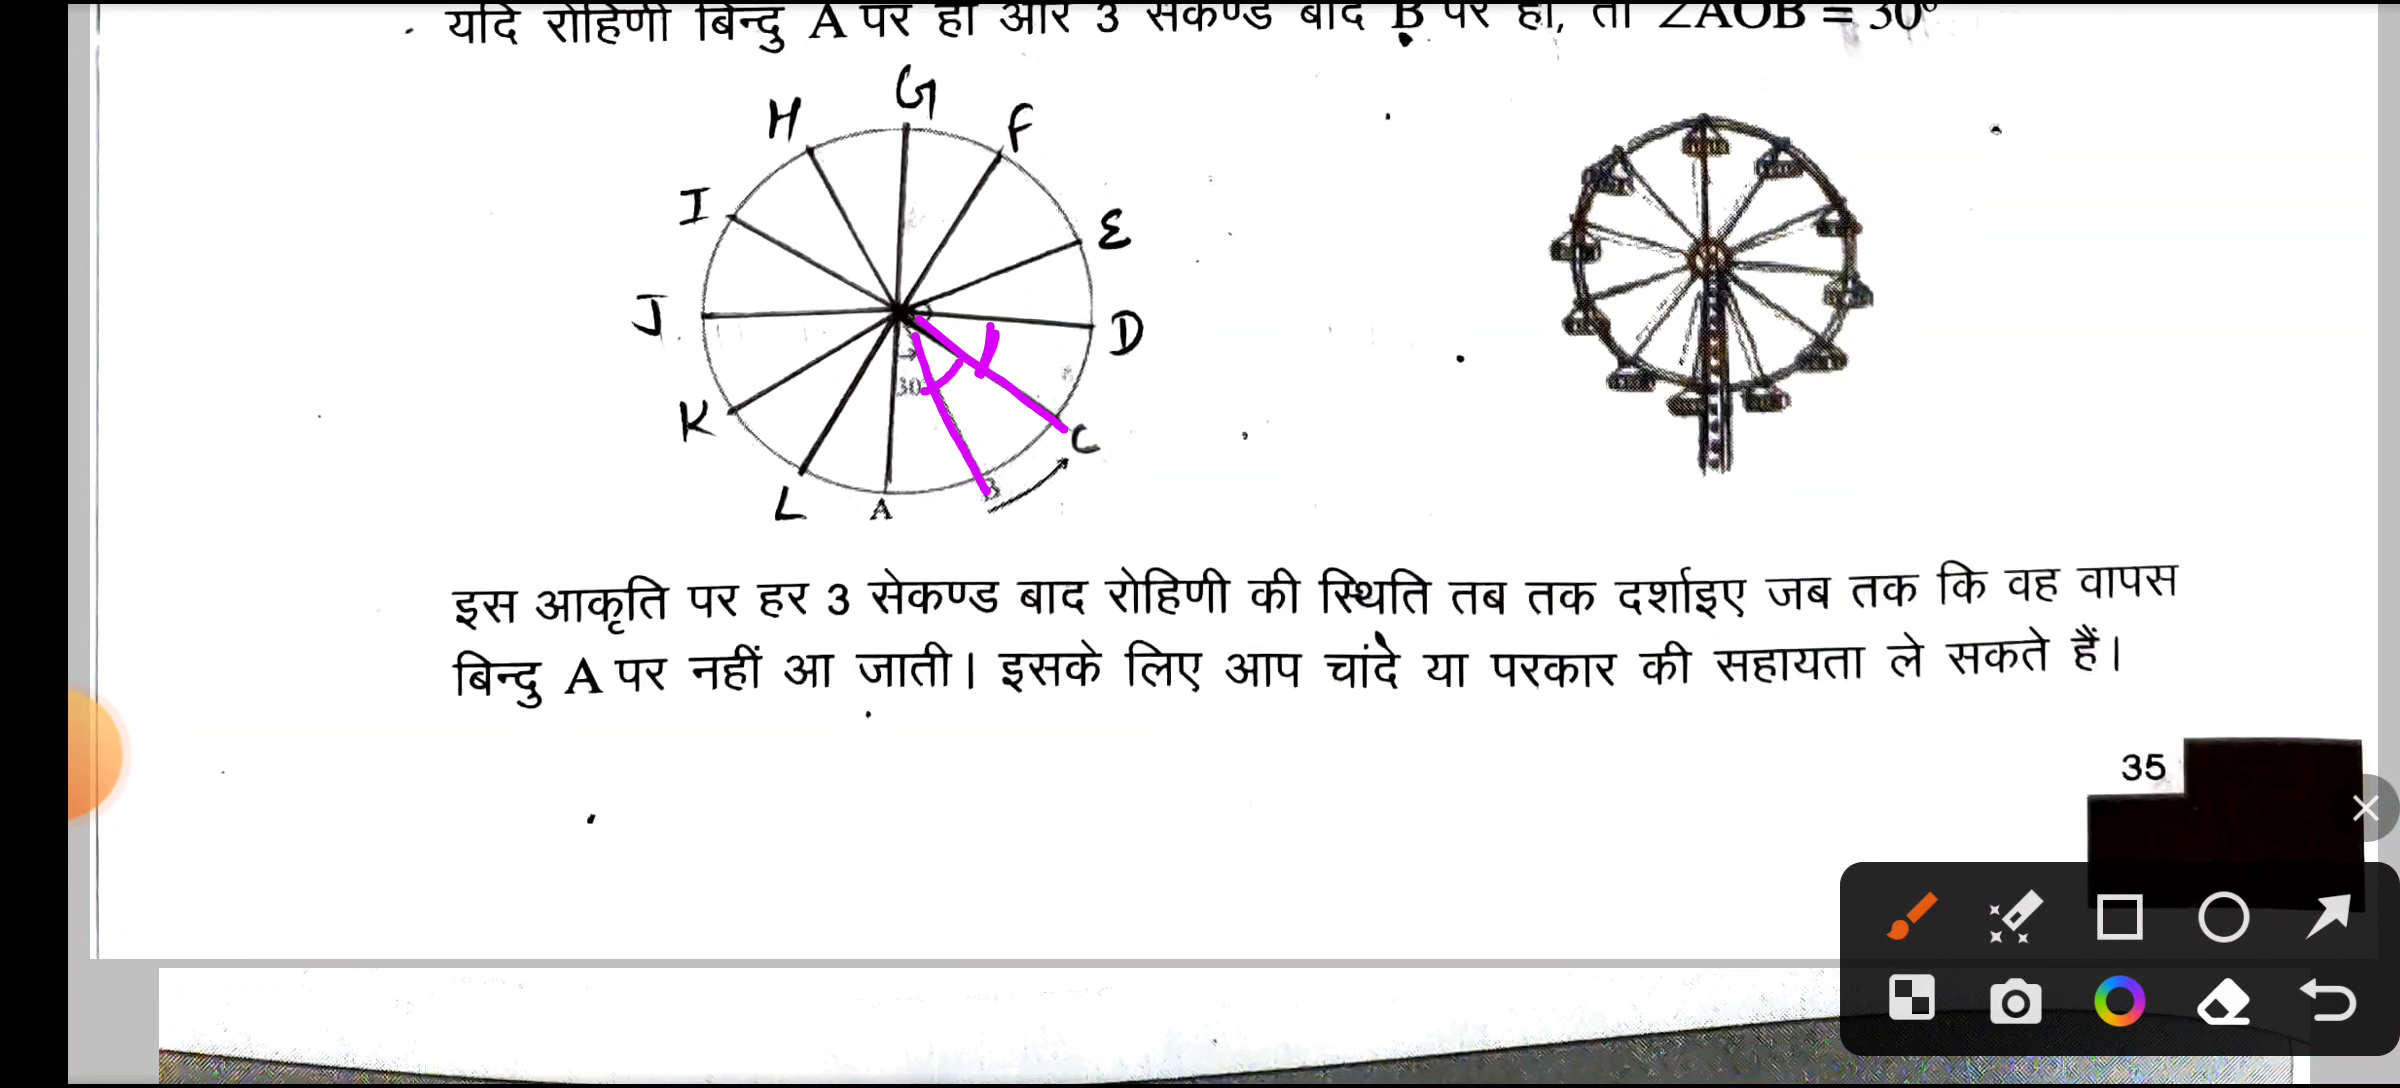 यदि रोहिणी बिन्दु A पर हो और 3 सेकण्ड बाद B पर हो, तो ∠AOB = 30°
G
H
F
I
E
J
D
30
K
C
L
A
B
इस आकृति पर हर 3 सेकण्ड बाद रोहिणी की स्थिति तब तक दर्शाइए जब तक कि वह वापस
बिन्दु A पर नहीं आ जाती। इसके लिए आप चांदे या परकार की सहायता ले सकते हैं।
35